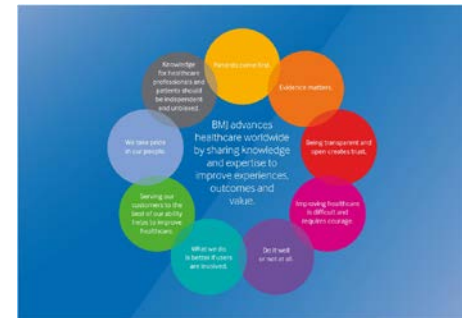 Patients come first.
Evidence matters.
Being transparent and
open creates trust.
Improving healthcare
is difficult and
requires courage.
Do it well
or not at all.
What we do
is better if users
are involved.
Serving our
customers to the
best of our ability
helps to improve
healthcare.
We take pride
in our people.
Knowledge
for healthcare
professionals and
patients should
be independent
and unbiased.
BMJ advances
healthcare worldwide
by sharing knowledge
and expertise to
improve experiences,
outcomes and
value.